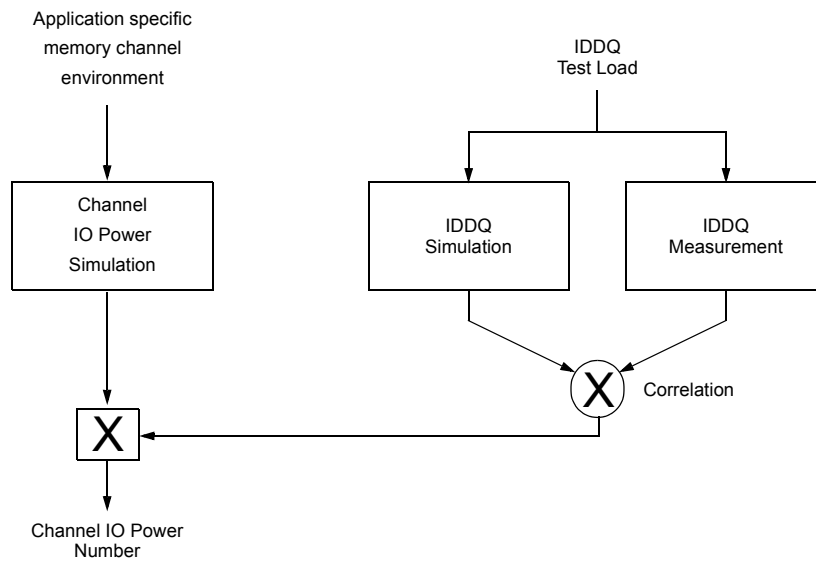 Application specific
memory channel
environment
IDDQ
Test Load
Channel
IO Power
Simulation
IDDQ
Simulation
IDDQ
Measurement
X
Correlation
X
Channel IO Power
Number